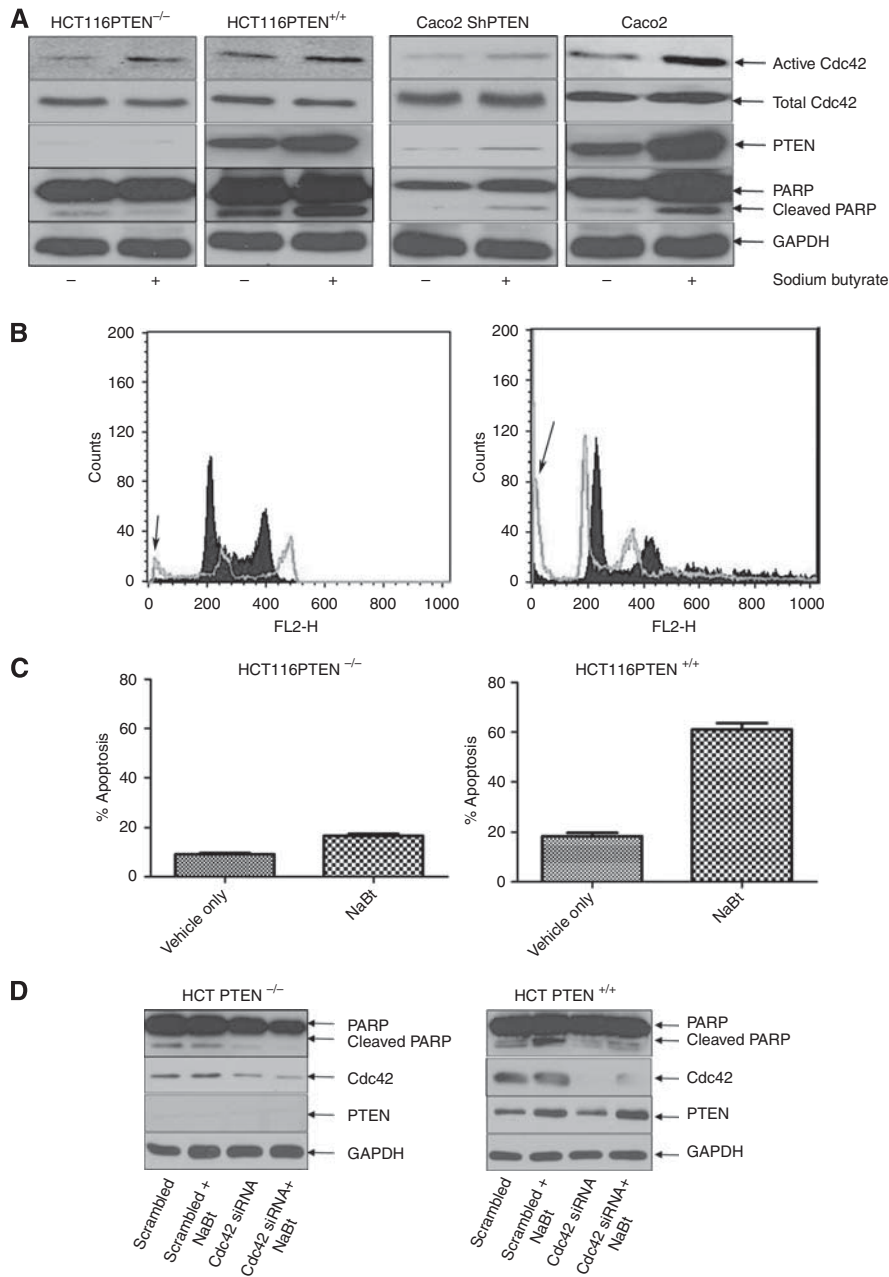 A
HCT116PTEN–/–
HCT116PTEN+/+
Caco2 ShPTEN
Caco2
Active Cdc42
Total Cdc42
PTEN
PARP
Cleaved PARP
GAPDH
– + – + – + – + Sodium butyrate
B
200
160
120
80
40
0
Counts
0 200 400 600 800 1000
FL2-H
200
160
120
80
40
0
Counts
0 200 400 600 800 1000
FL2-H
C
HCT116PTEN –/–
80
60
40
20
0
% Apoptosis
Vehicle only
NaBt
HCT116PTEN +/+
80
60
40
20
0
% Apoptosis
Vehicle only
NaBt
D
HCT PTEN –/–
PARP
Cleaved PARP
Cdc42
PTEN
GAPDH
Scrambled
Scrambled +
NaBt
Cdc42 siRNA
Cdc42 siRNA+
NaBt
HCT PTEN +/+
PARP
Cleaved PARP
Cdc42
PTEN
GAPDH
Scrambled
Scrambled +
NaBt
Cdc42 siRNA
Cdc42 siRNA+
NaBt